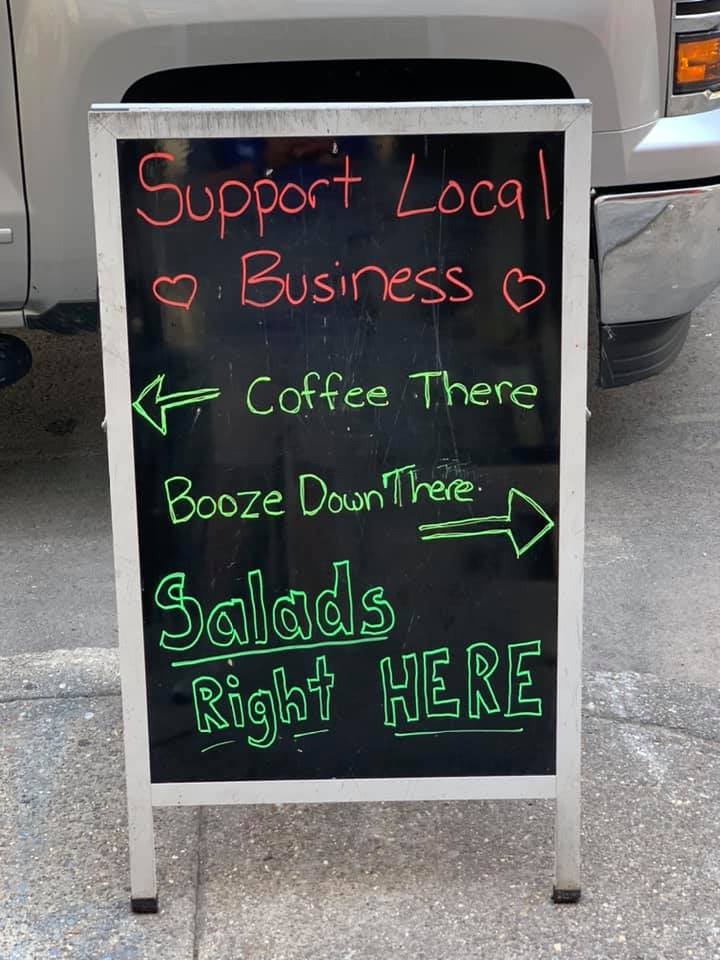 Support Local
Business
Coffee There
Booze Down There
Salads
Right HERE